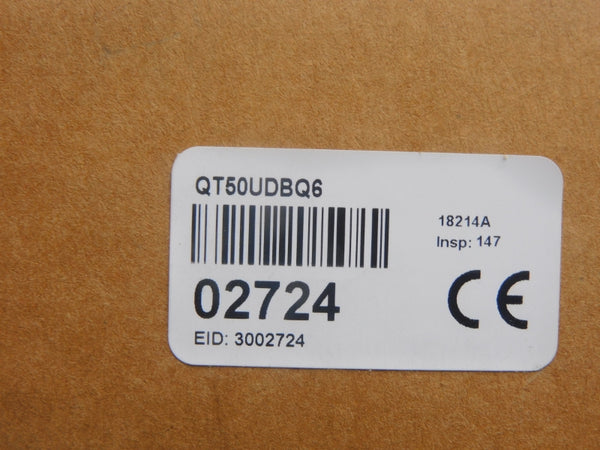 QT50UDBQ6
18214A
Insp: 147
02724
CE
EID: 3002724